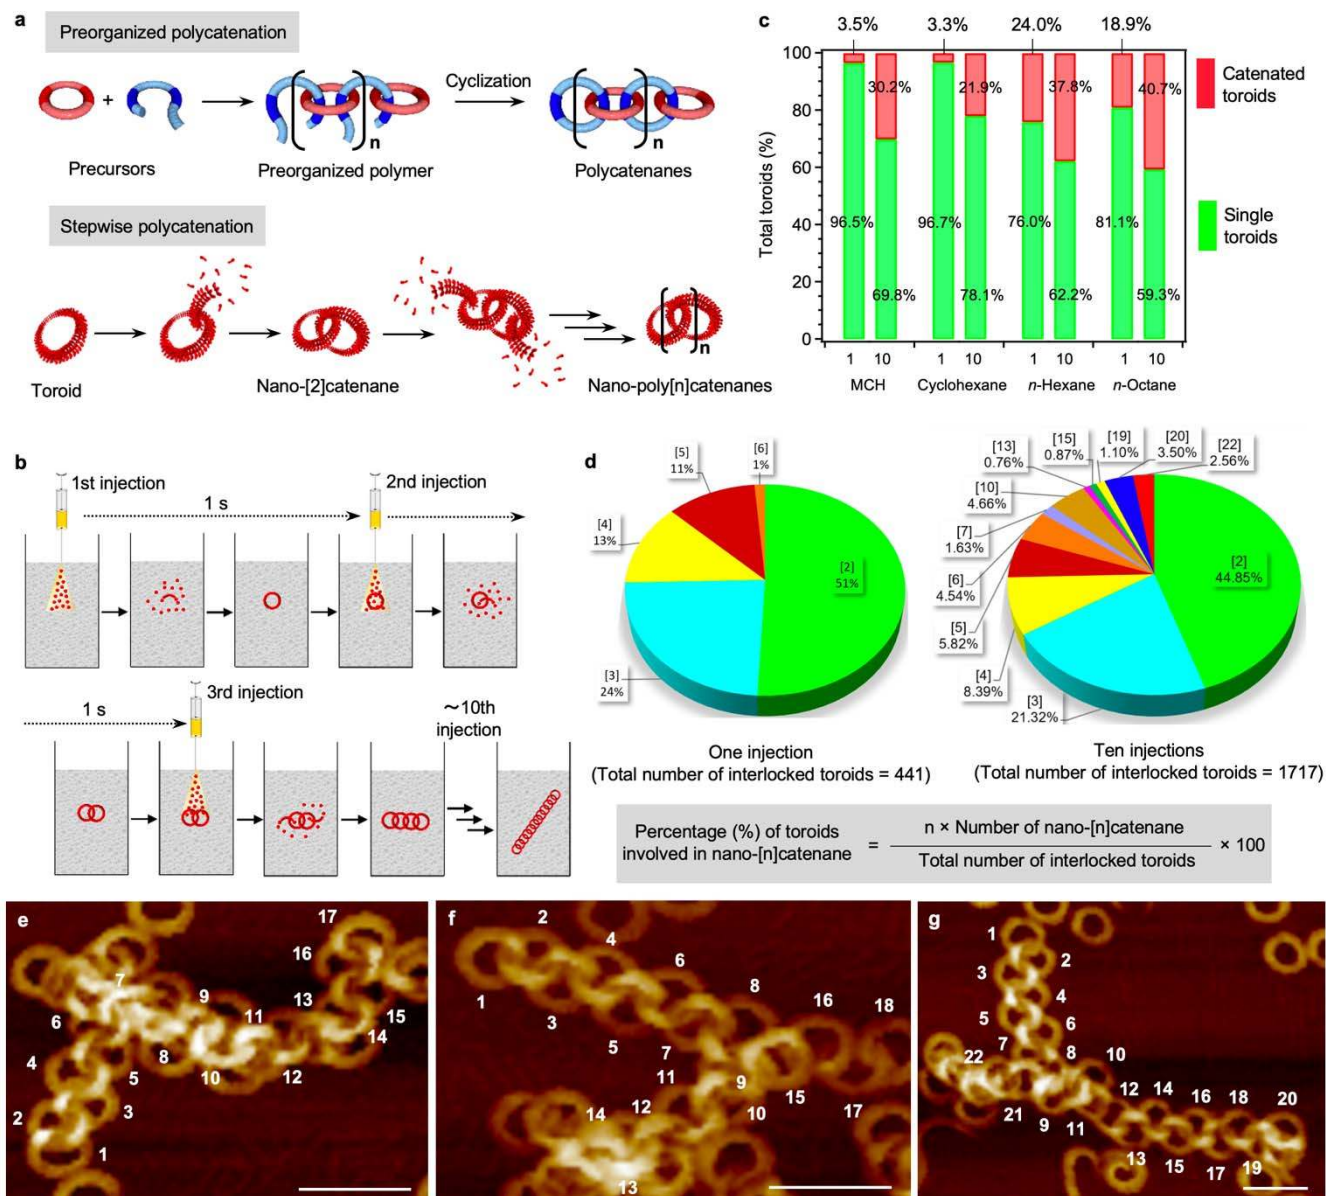 a
Preorganized polycatenation
+
Cyclization
n
n
Precursors
Preorganized polymer
Polycatenanes
Stepwise polycatenation
n
Toroid
Nano-[2]catenane
Nano-poly[n]catenanes
b
1st injection
2nd injection
1 s
3rd injection
1 s
~10th
injection
c
3.5%
3.3%
24.0%
18.9%
Total toroids (%)
100
80
60
40
20
0
30.2%
21.9%
37.8%
40.7%
96.5%
96.7%
76.0%
81.1%
69.8%
78.1%
62.2%
59.3%
1 10 1 10 1 10 1 10
MCH Cyclohexane n-Hexane n-Octane
Catenated
toroids
Single
toroids
d
[2]
51%
[3]
24%
[4]
13%
[5]
11%
[6]
1%
One injection
(Total number of interlocked toroids = 441)
[2]
44.85%
[3]
21.32%
[4]
8.39%
[5]
5.82%
[6]
4.54%
[7]
1.63%
[10]
4.66%
[13]
0.76%
[15]
0.87%
[19]
1.10%
[20]
3.50%
[22]
2.56%
Ten injections
(Total number of interlocked toroids = 1717)
Percentage (%) of toroids
involved in nano-[n]catenane
=
n × Number of nano-[n]catenane
Total number of interlocked toroids
× 100
e
1
2
3
4
5
6
7
8
9
10
11
12
13
14
15
16
17
f
1
2
3
4
5
6
7
8
9
10
11
12
13
14
15
16
17
18
g
1
2
3
4
5
6
7
8
9
10
11
12
13
14
15
16
17
18
19
20
21
22